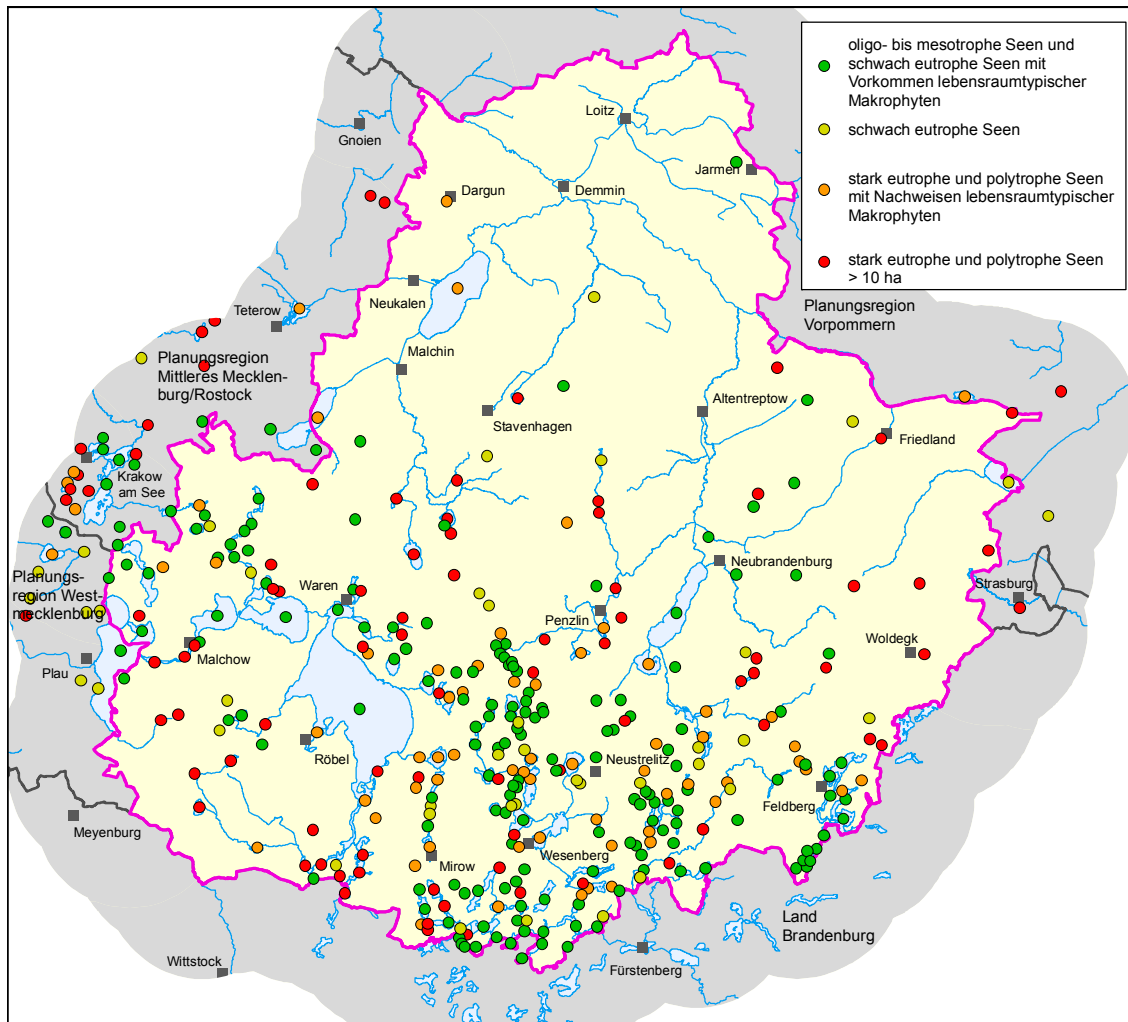 oligo- bis mesotrophe Seen und
schwach eutrophe Seen mit
Vorkommen lebensraumtypischer
Makrophyten
schwach eutrophe Seen
stark eutrophe und polytrophe Seen
mit Nachweisen lebensraumtypischer
Makrophyten
stark eutrophe und polytrophe Seen
> 10 ha
Loitz
Gnoien
Jarmen
Dargun
Demmin
Neukalen
Teterow
Planungsregion
Vorpommern
Malchin
Planungsregion
Mittleres Mecklen-
burg/Rostock
Altentreptow
Stavenhagen
Friedland
Krakow
am See
Neubrandenburg
Planungs-
region West-
mecklenburg
Waren
Strasburg
Penzlin
Malchow
Woldegk
Plau
Röbel
Neustrelitz
Feldberg
Meyenburg
Wesenberg
Mirow
Land
Brandenburg
Wittstock
Fürstenberg